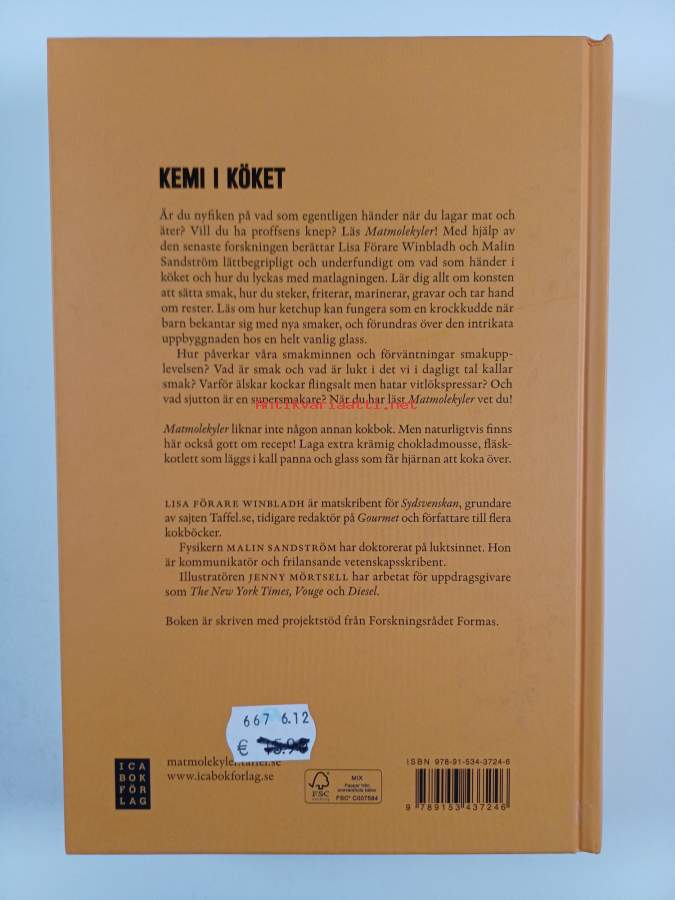 KEMI I KÖKET
Är du nyfiken på vad som egentligen händer när du lagar mat och
äter? Vill du ha proffsens knep? Läs Matmolekyler! Med hjälp av
den senaste forskningen berättar Lisa Förare Winbladh och Malin
Sandström lättbegripligt och underfundigt om vad som händer i
köket och hur du lyckas med matlagningen. Lär dig allt om konsten
att sätta smak, hur du steker, friterar, marinerar, gravar och tar hand
om rester. Läs om hur ketchup kan fungera som en krockkudde när
barn bekantar sig med nya smaker, och förundras över den intrikata
uppbyggnaden hos en helt vanlig glass.
Hur påverkar våra smakminnen och förväntningar smakupp-
levelsen? Vad är smak och vad är lukt i det vi i dagligt tal kallar
smak? Varför älskar kockar flingsalt men hatar vitlökspressar? Och
vad sjutton är en supersmakare? När du har läst Matmolekyler vet du!
Antikvariaatti.net
Matmolekyler liknar inte någon annan kokbok. Men naturligtvis finns
här också gott om recept! Laga extra krämig chokladmousse, fläsk-
kotlett som läggs i kall panna och glass som får hjärnan att koka över.
LISA FÖRARE WINBLADH är matskribent för Sydsvenskan, grundare
av sajten Taffel.se, tidigare redaktör på Gourmet och författare till flera
kokböcker.
Fysikern MALIN SANDSTRÖM har doktorerat på luktsinnet. Hon
är kommunikatör och frilansande vetenskapsskribent.
Illustratören JENNY MÖRTSELL har arbetat för uppdragsgivare
som The New York Times, Vouge och Diesel.
Boken är skriven med projektstöd från Forskningsrådet Formas.
667 6.12
€ 15.90
ICA
BOK
FÖR
LAG
matmolekyler.taffel.se
www.icabokforlag.se
FSC
MIX
Papper från
ansvarsfulla källor
FSC® C007584
ISBN 978-91-534-3724-6
9 789153 437246